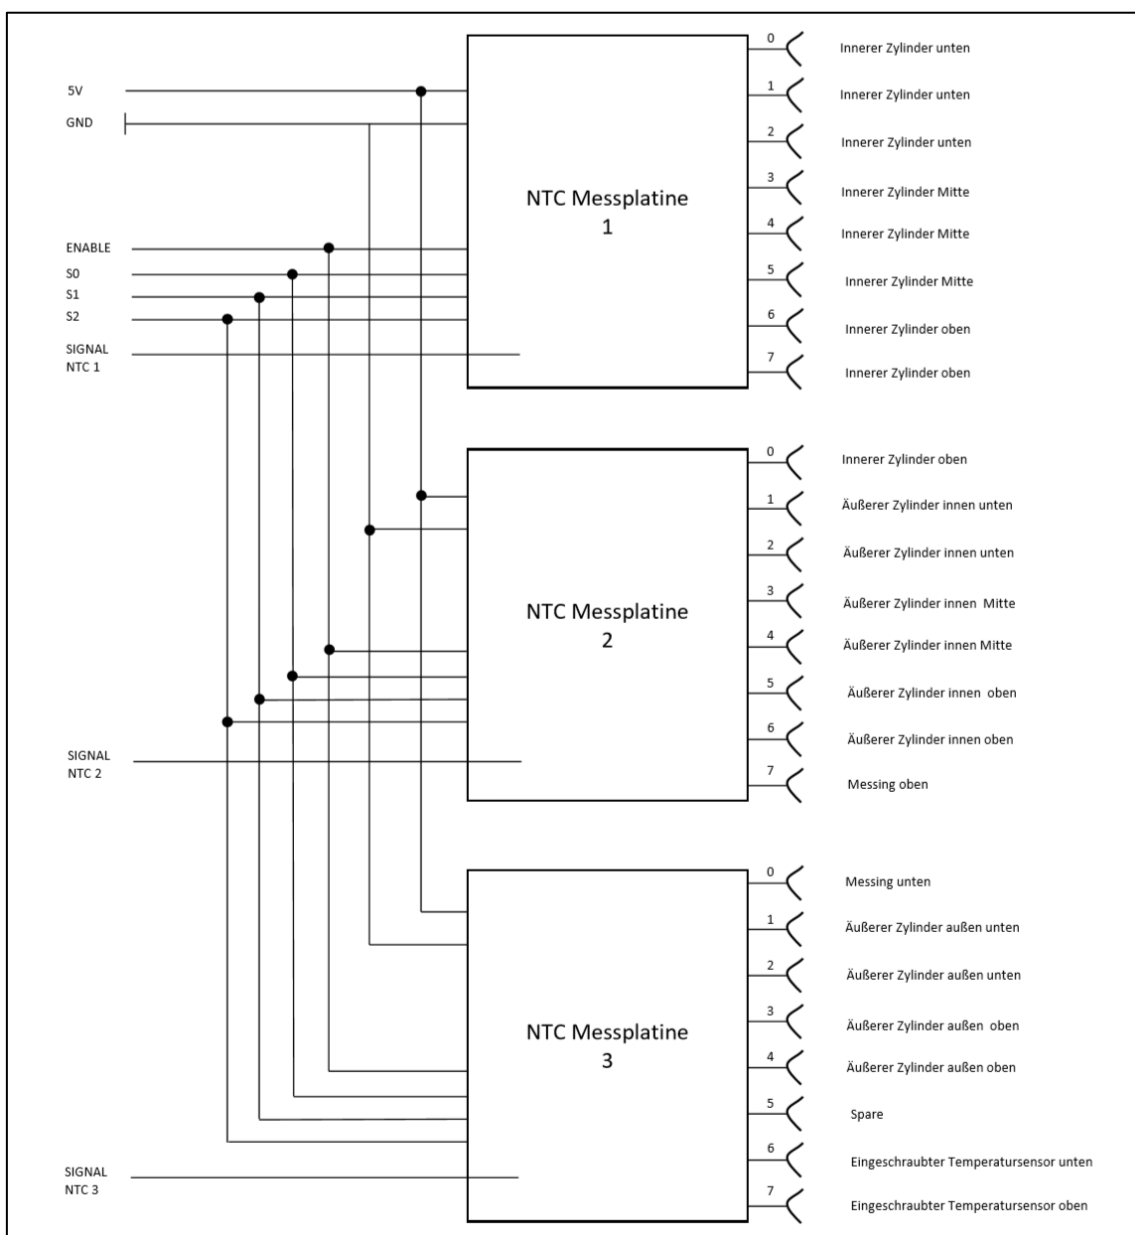 5V
GND
ENABLE
S0
S1
S2
SIGNAL
NTC 1
NTC Messplatine
1
0 Innerer Zylinder unten
1 Innerer Zylinder unten
2 Innerer Zylinder unten
3 Innerer Zylinder Mitte
4 Innerer Zylinder Mitte
5 Innerer Zylinder Mitte
6 Innerer Zylinder oben
7 Innerer Zylinder oben
SIGNAL
NTC 2
NTC Messplatine
2
0 Innerer Zylinder oben
1 Äußerer Zylinder innen unten
2 Äußerer Zylinder innen unten
3 Äußerer Zylinder innen Mitte
4 Äußerer Zylinder innen Mitte
5 Äußerer Zylinder innen oben
6 Äußerer Zylinder innen oben
7 Messing oben
SIGNAL
NTC 3
NTC Messplatine
3
0 Messing unten
1 Äußerer Zylinder außen unten
2 Äußerer Zylinder außen unten
3 Äußerer Zylinder außen oben
4 Äußerer Zylinder außen oben
5 Spare
6 Eingeschraubter Temperatursensor unten
7 Eingeschraubter Temperatursensor oben